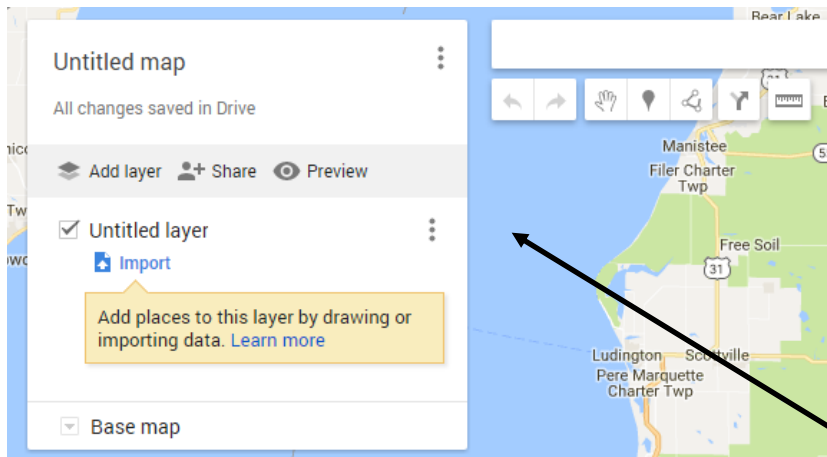 Untitled map
All changes saved in Drive
Add layer
Share
Preview
Untitled layer
Import
Add places to this layer by drawing or
importing data. Learn more
Base map
Bear Lake
31
Manistee
Filer Charter
Twp
Free Soil
31
Ludington
Scottville
Pere Marquette
Charter Twp